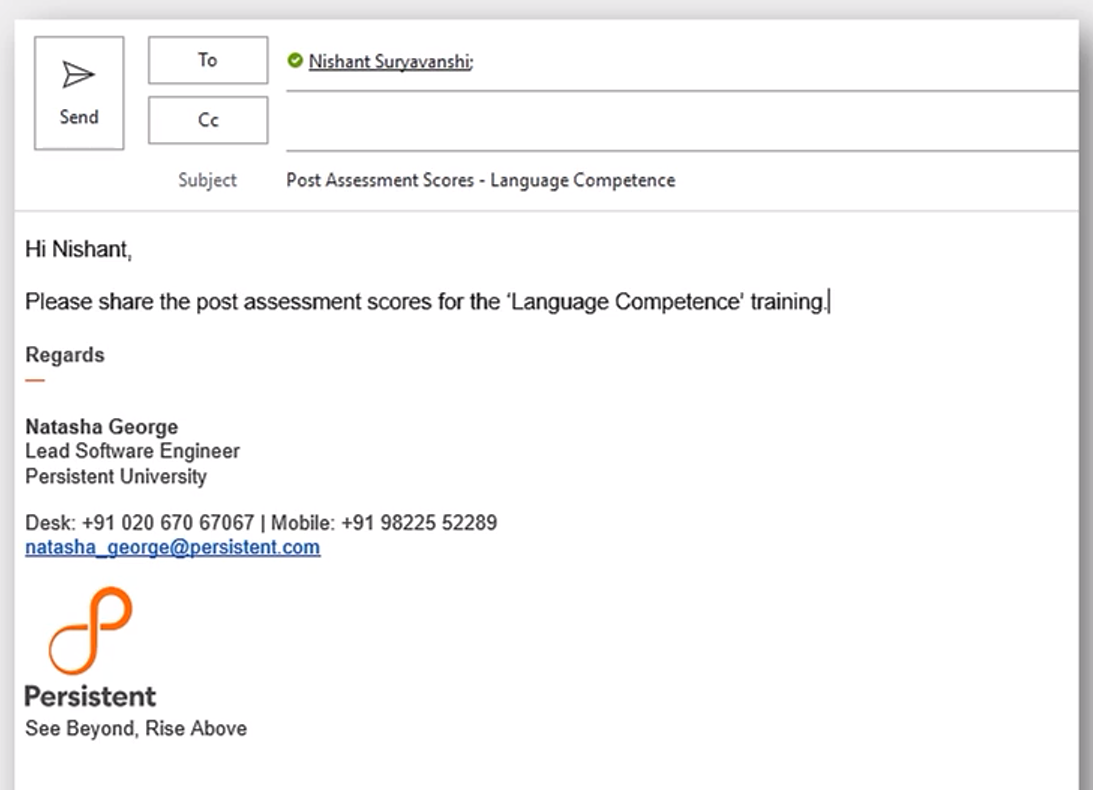 Send
To
Nishant Suryavanshi;
Cc
Subject
Post Assessment Scores - Language Competence
Hi Nishant,
Please share the post assessment scores for the ‘Language Competence’ training.
Regards
Natasha George
Lead Software Engineer
Persistent University
Desk: +91 020 670 67067 | Mobile: +91 98225 52289
natasha_george@persistent.com
Persistent
See Beyond, Rise Above